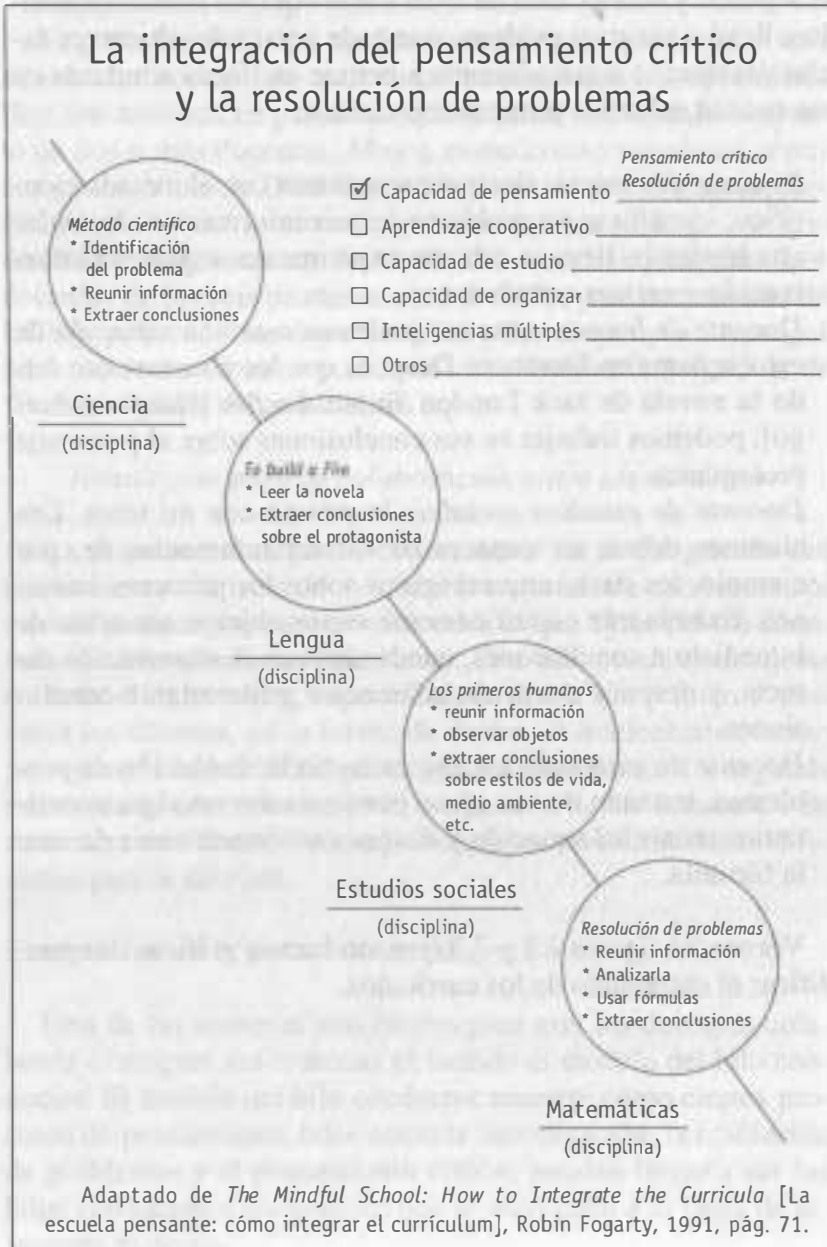 La integración del pensamiento crítico
y la resolución de problemas
Pensamiento crítico
Resolución de problemas
Capacidad de pensamiento
Aprendizaje cooperativo
Capacidad de estudio
Capacidad de organizar
Inteligencias múltiples
Otros
Método científico
* Identificación
del problema
* Reunir información
* Extraer conclusiones
Ciencia
(disciplina)
To build a Fire
* Leer la novela
* Extraer conclusiones
sobre el protagonista
Lengua
(disciplina)
Los primeros humanos
* reunir información
* observar objetos
* extraer conclusiones
sobre estilos de vida,
medio ambiente,
etc.
Estudios sociales
(disciplina)
Resolución de problemas
* Reunir información
* Analizarla
* Usar fórmulas
* Extraer conclusiones
Matemáticas
(disciplina)
Adaptado de The Mindful School: How to Integrate the Curricula [La
escuela pensante: cómo integrar el currículum], Robin Fogarty, 1991, pág. 71.